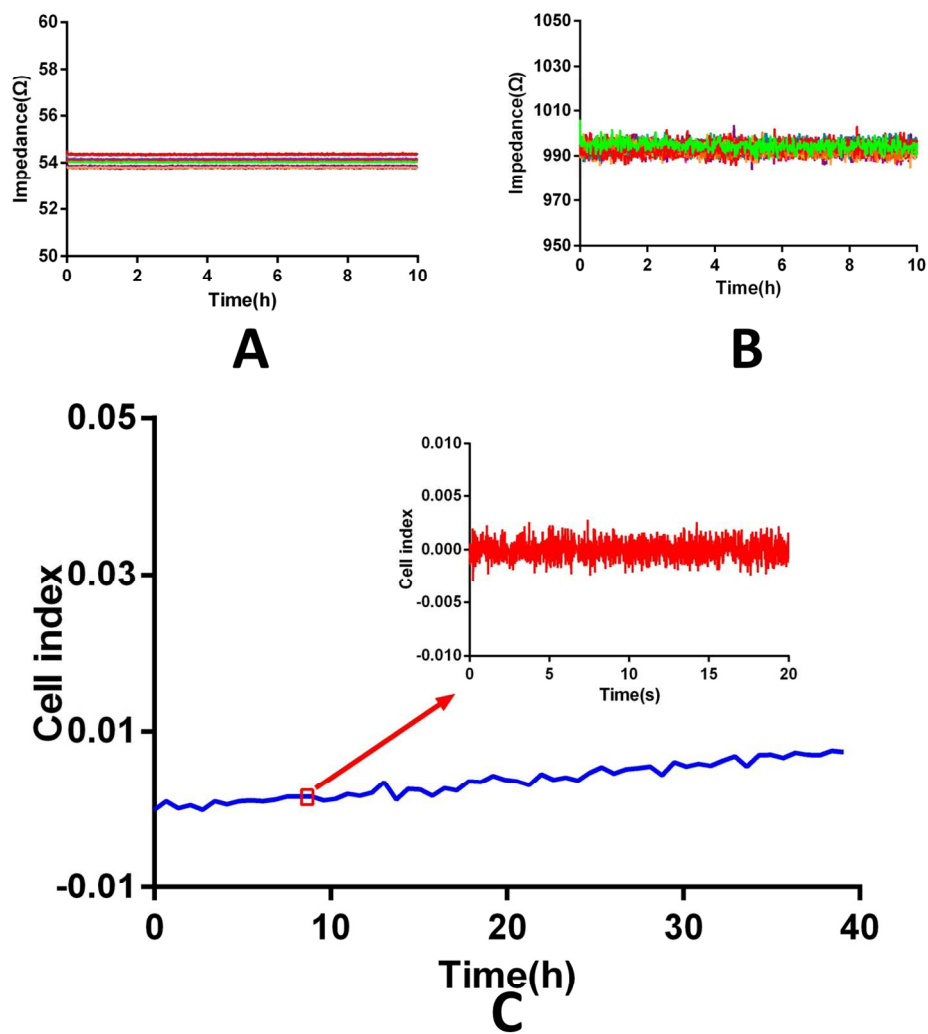 Impedance(Ω)
60
58
56
54
52
50
0 2 4 6 8 10
Time(h)
A
Impedance(Ω)
1050
1030
1010
990
970
950
0 2 4 6 8 10
Time(h)
B
Cell index
0.05
0.03
0.01
-0.01
0 10 20 30 40
Time(h)
Cell index
0.010
0.005
0.000
-0.005
-0.010
0 5 10 15 20
Time(s)
C